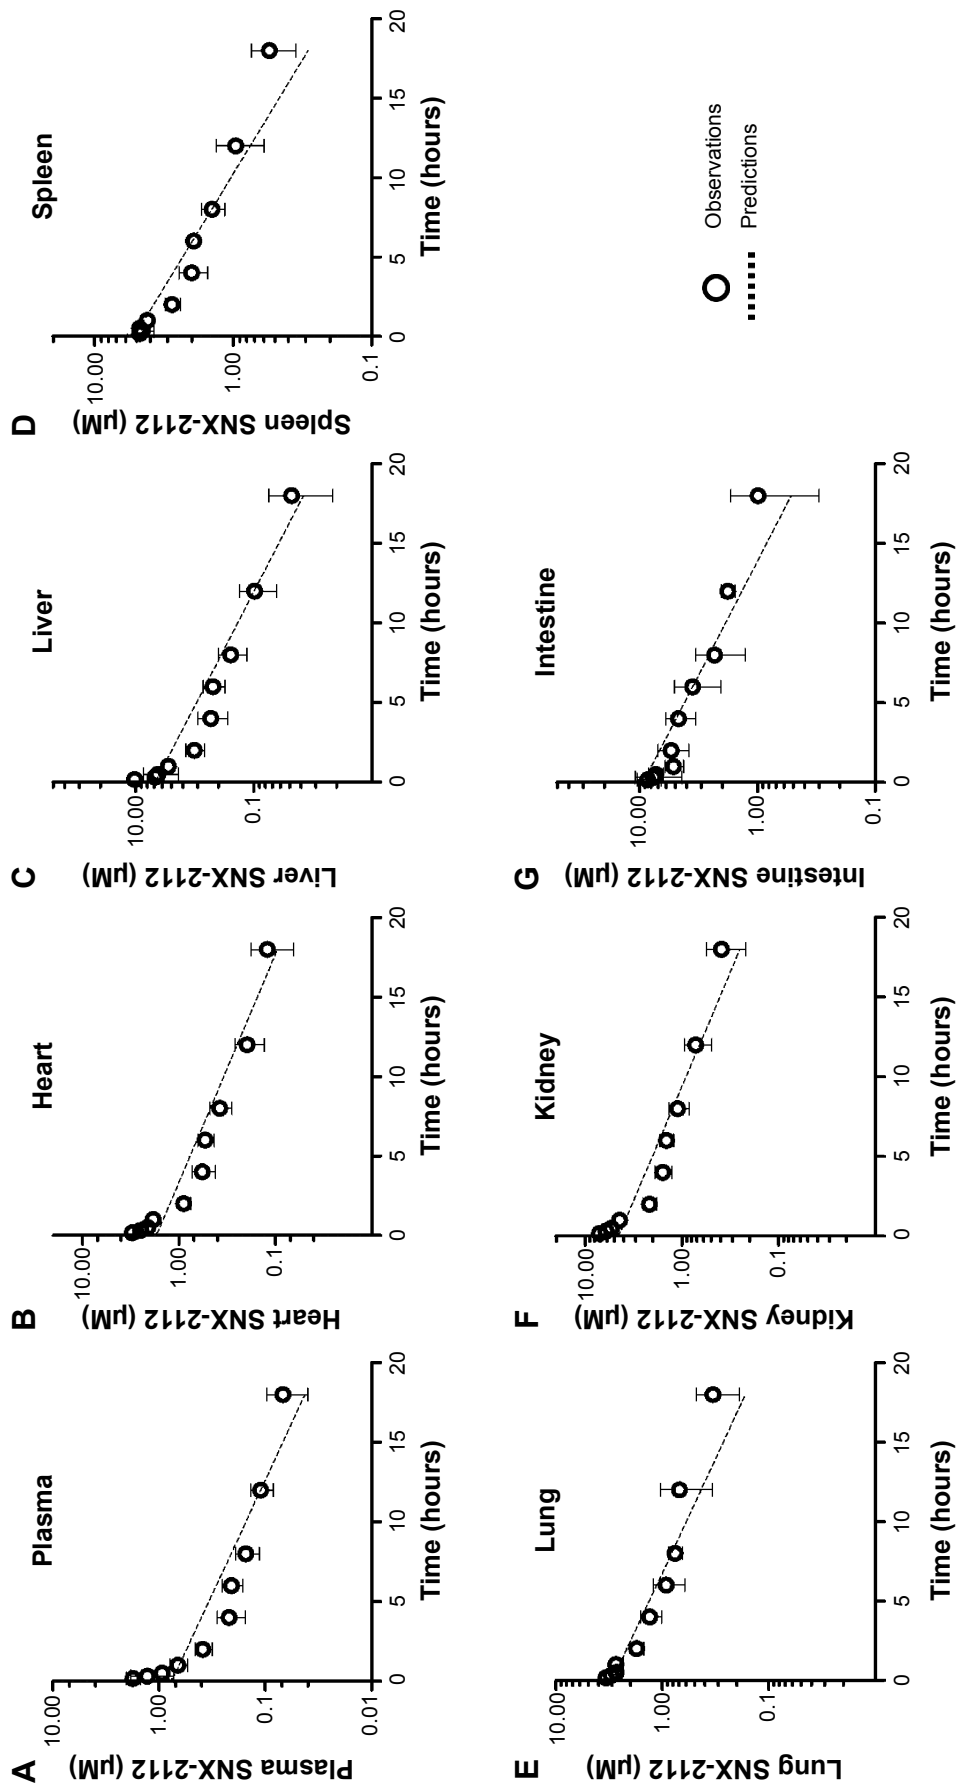 A
Plasma
Plasma SNX-2112 (µM)
10.00
1.00
0.1
0.01
0
5
10
15
20
Time (hours)
B
Heart
Heart SNX-2112 (µM)
10.00
1.00
0.1
0
5
10
15
20
Time (hours)
C
Liver
Liver SNX-2112 (µM)
10.00
0.1
0
5
10
15
20
Time (hours)
D
Spleen
Spleen SNX-2112 (µM)
10.00
1.00
0.1
0
5
10
15
20
Time (hours)
E
Lung
Lung SNX-2112 (µM)
10.00
1.00
0.1
0
5
10
15
20
Time (hours)
F
Kidney
Kidney SNX-2112 (µM)
10.00
1.00
0.1
0
5
10
15
20
Time (hours)
G
Intestine
Intestine SNX-2112 (µM)
10.00
1.00
0.1
0
5
10
15
20
Time (hours)
Observations
Predictions